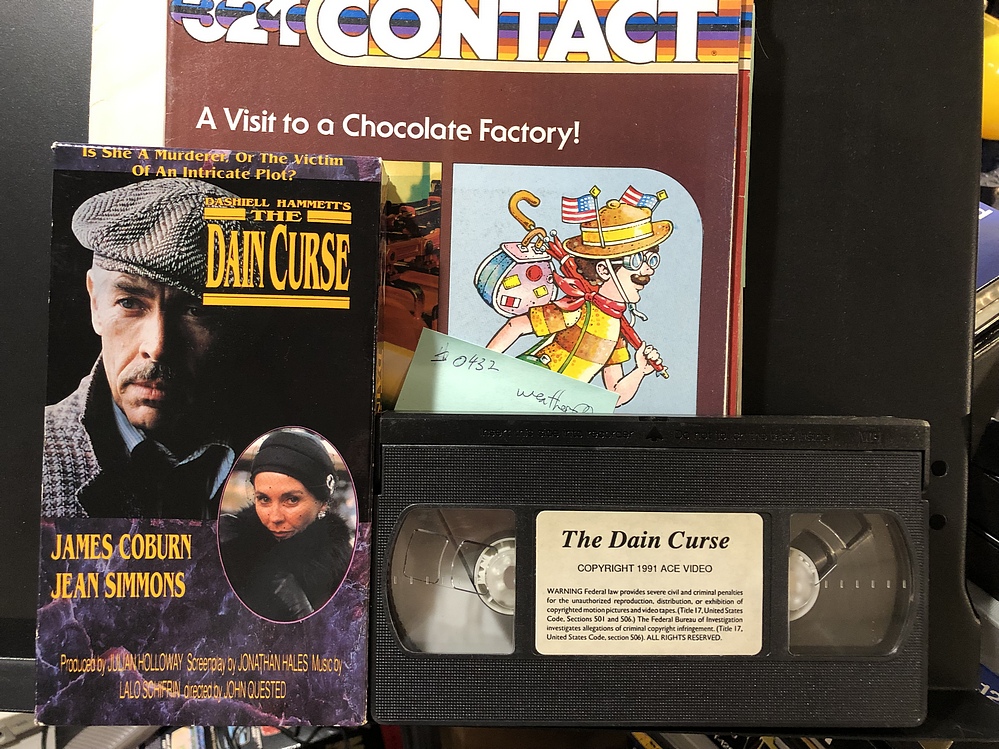 321 CONTACT
A Visit to a Chocolate Factory!
Is She A Murderer, Or The Victim
Of An Intricate Plot?
DASHIELL HAMMETT'S
THE
DAIN CURSE
JAMES COBURN
JEAN SIMMONS
Produced by JULIAN HOLLOWAY Screenplay by JONATHAN HALES Music by
LALO SCHIFRIN directed by JOHN QUESTED
0432
The Dain Curse
COPYRIGHT 1991 ACE VIDEO
WARNING Federal law provides severe civil and criminal penalties
for the unauthorized reproduction, distribution, or exhibition of
copyrighted motion pictures and video tapes. (Title 17, United States
Code, Sections 501 and 506.) The Federal Bureau of Investigation
investigates allegations of criminal copyright infringement. (Title 17,
United States Code, section 506). ALL RIGHTS RESERVED.